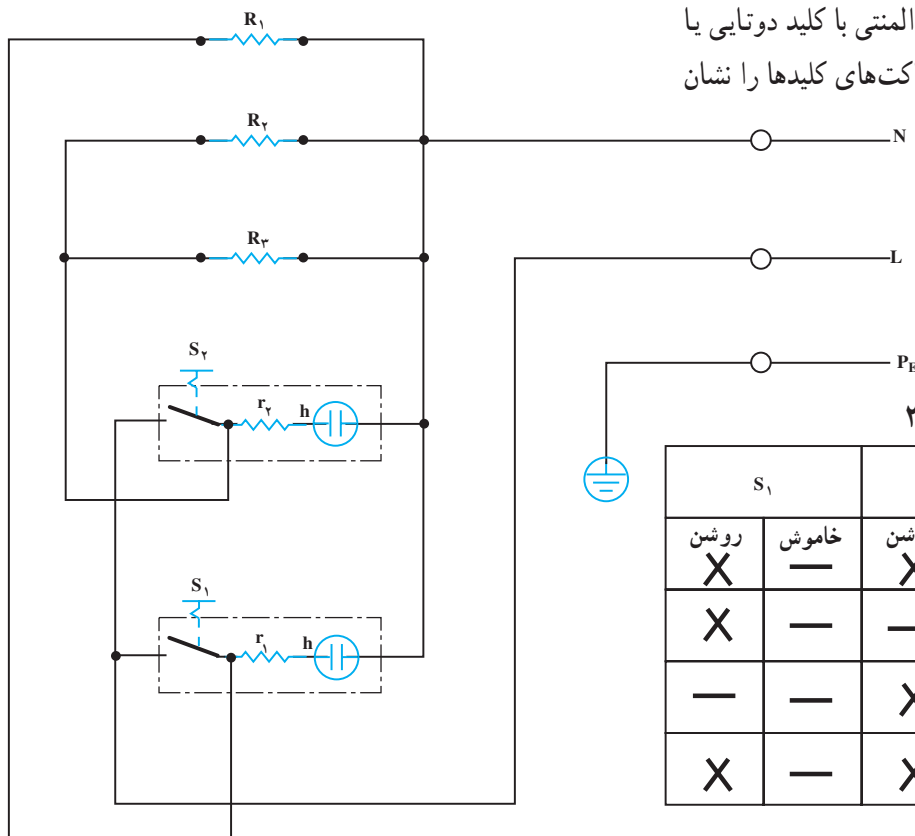 المنتی با کلید دوتایی یا
کت‌های کلیدها را نشان
R۱
R۲
N
R۳
L
S۲
PE
r۲ h
۲
S۱
روشن خاموش شن
X — X
X — —
— — X
X — X
S۱
r۱ h